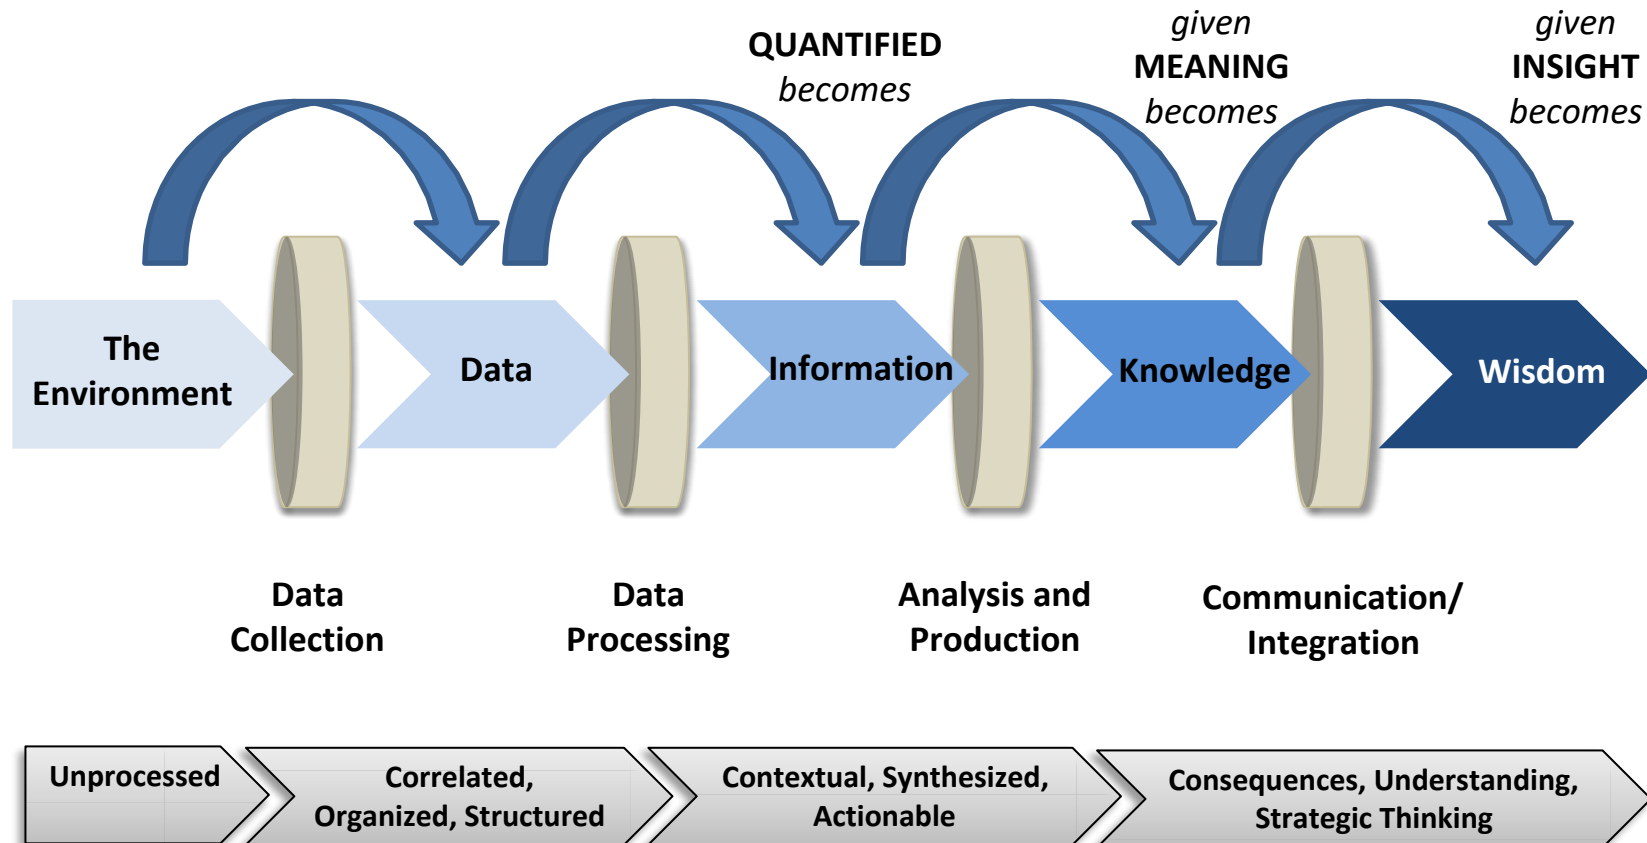 QUANTIFIED
becomes
given
MEANING
becomes
given
INSIGHT
becomes
The
Environment
Data
Information
Knowledge
Wisdom
Data
Collection
Data
Processing
Analysis and
Production
Communication/
Integration
Unprocessed
Correlated,
Organized, Structured
Contextual, Synthesized,
Actionable
Consequences, Understanding,
Strategic Thinking